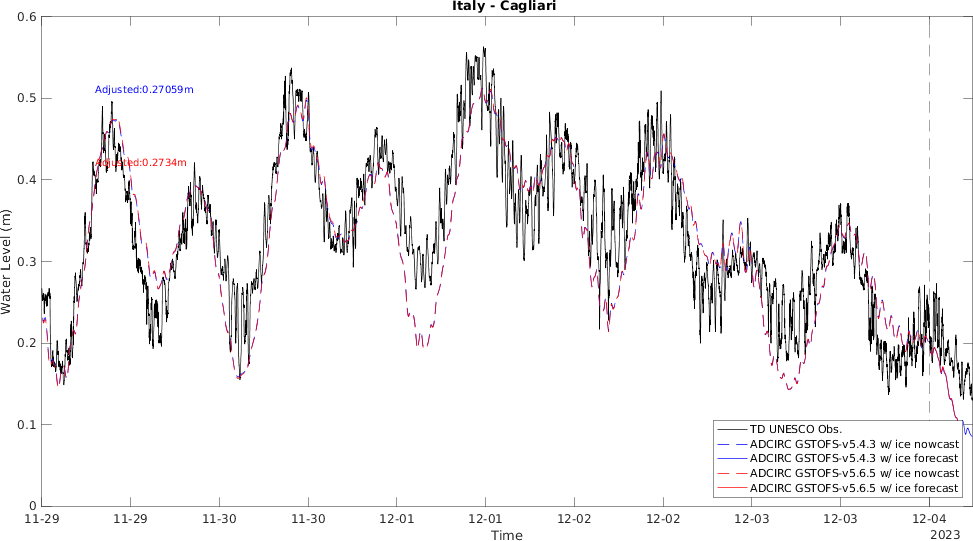 Italy - Cagliari
0.6
0.5
0.4
0.3
0.2
0.1
0
Water Level (m)
Adjusted:0.27059m
Adjusted:0.2734m
TD UNESCO Obs.
ADCIRC GSTOFS-v5.4.3 w/ ice nowcast
ADCIRC GSTOFS-v5.4.3 w/ ice forecast
ADCIRC GSTOFS-v5.6.5 w/ ice nowcast
ADCIRC GSTOFS-v5.6.5 w/ ice forecast
11-29 11-29 11-30 11-30 12-01 12-01 12-02 12-02 12-03 12-03 12-04
2023
Time